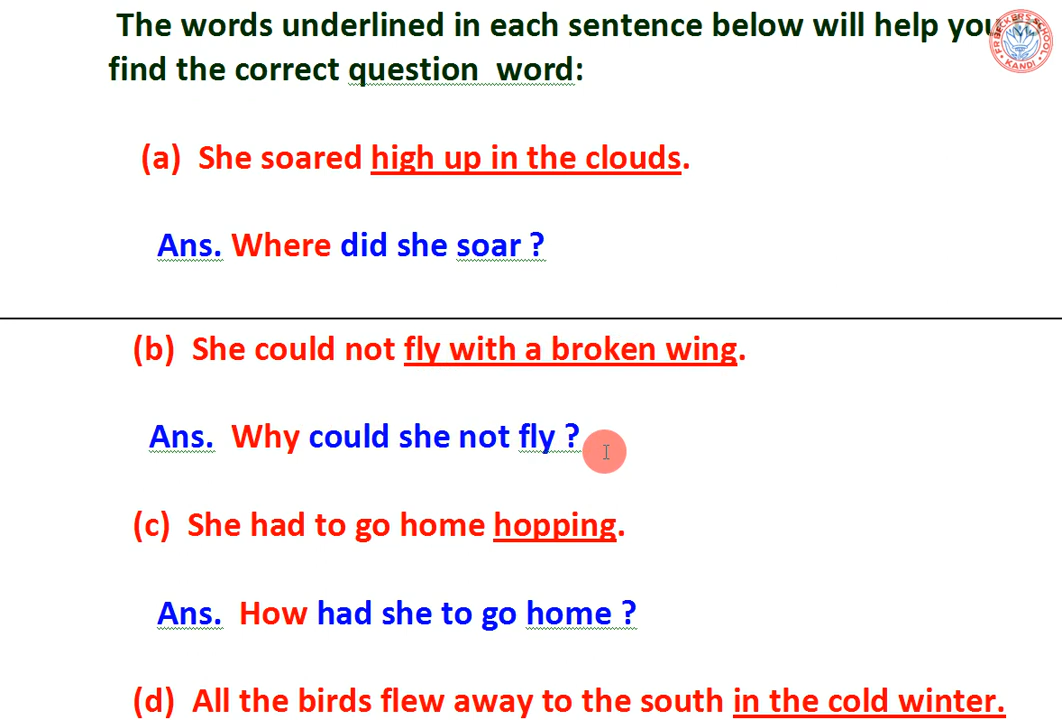 The words underlined in each sentence below will help you
find the correct question word:
(a) She soared high up in the clouds.
Ans. Where did she soar ?
(b) She could not fly with a broken wing.
Ans. Why could she not fly ?
(c) She had to go home hopping.
Ans. How had she to go home ?
(d) All the birds flew away to the south in the cold winter.